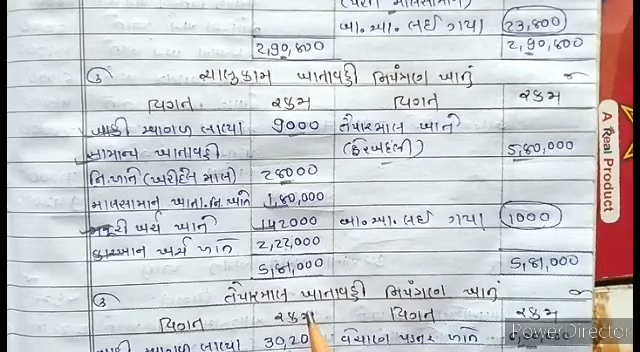 (પરત માલસામાન)
બા. આ. લઈ ગયા 23,800
2,90,800 2,90,800
ઉ ચાલુકામ ખાતાવહી નિયંત્રણ ખાતું જ
વિગત રકમ વિગત રકમ
બાકી આગળ લાવ્યા 9000 તૈયારમાલ ખાતે
સામાન્ય ખાતાવહી (ફેરબદલી) 5,80,000
નિ.ખાતે (ખરીદેલ માલ) 28000
માલસામાન ખાતા.નિ.ખાતે 1,80,000
મજૂરી ખર્ચ ખાતે 142000 બા. આ. લઈ ગયા 1000
કારખાન ખર્ચ ખાતે 2,22,000
5,81,000 5,81,000
ઉ તૈયારમાલ ખાતાવહી નિયંત્રણ ખાતું જ
વિગત રકમ વિગત રકમ
બાકી આગળ લાવ્યા 30,20 વેચાણ પડતર ખાતે
A Real Product
PowerDirector